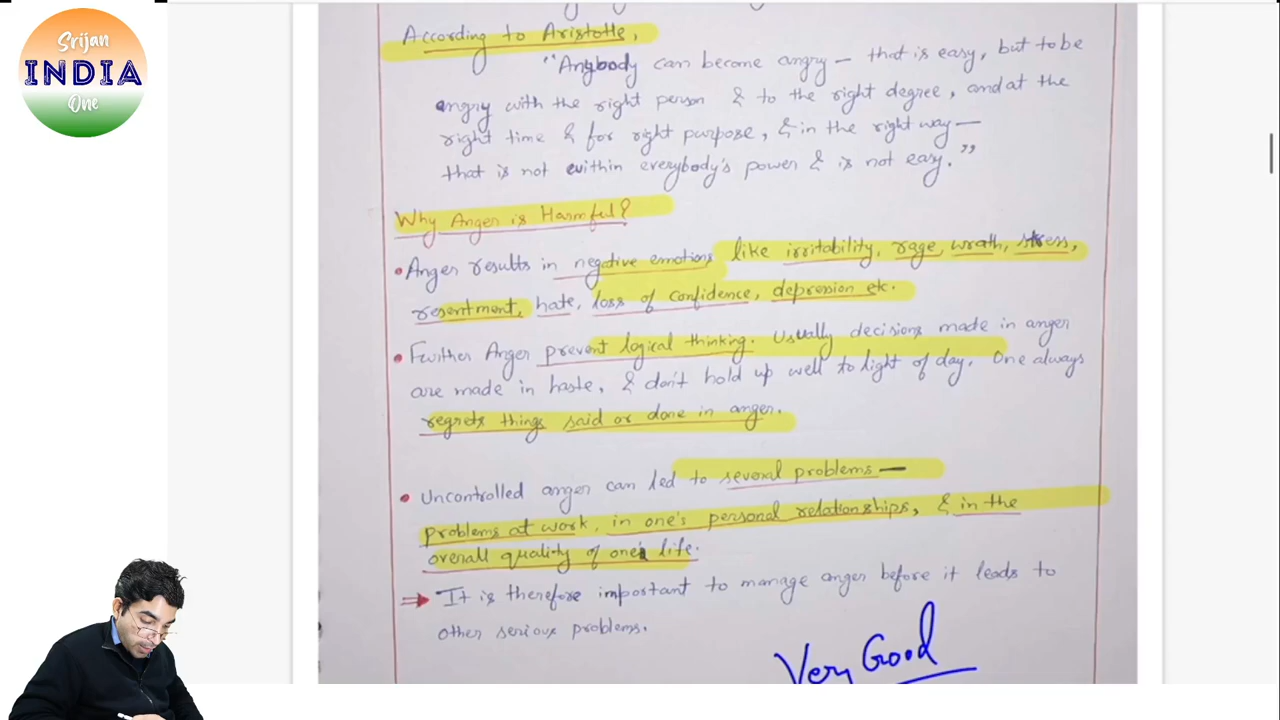 Srijan
INDIA
One
According to Aristotle,
"Anybody can become angry — that is easy, but to be
angry with the right person & to the right degree, and at the
right time & for right purpose, & in the right way —
that is not within everybody's power & is not easy."
Why Anger is Harmful?
• Anger results in negative emotions like irritability, rage, wrath, stress,
resentment, hate, loss of confidence, depression etc.
• Further Anger prevent logical thinking. Usually decisions made in anger
are made in haste, & don't hold up well to light of day. One always
regrets things said or done in anger.
• Uncontrolled anger can led to several problems —
problems at work, in one's personal relationships, & in the
overall quality of one's life.
⇒ It is therefore important to manage anger before it leads to
other serious problems.
Very Good